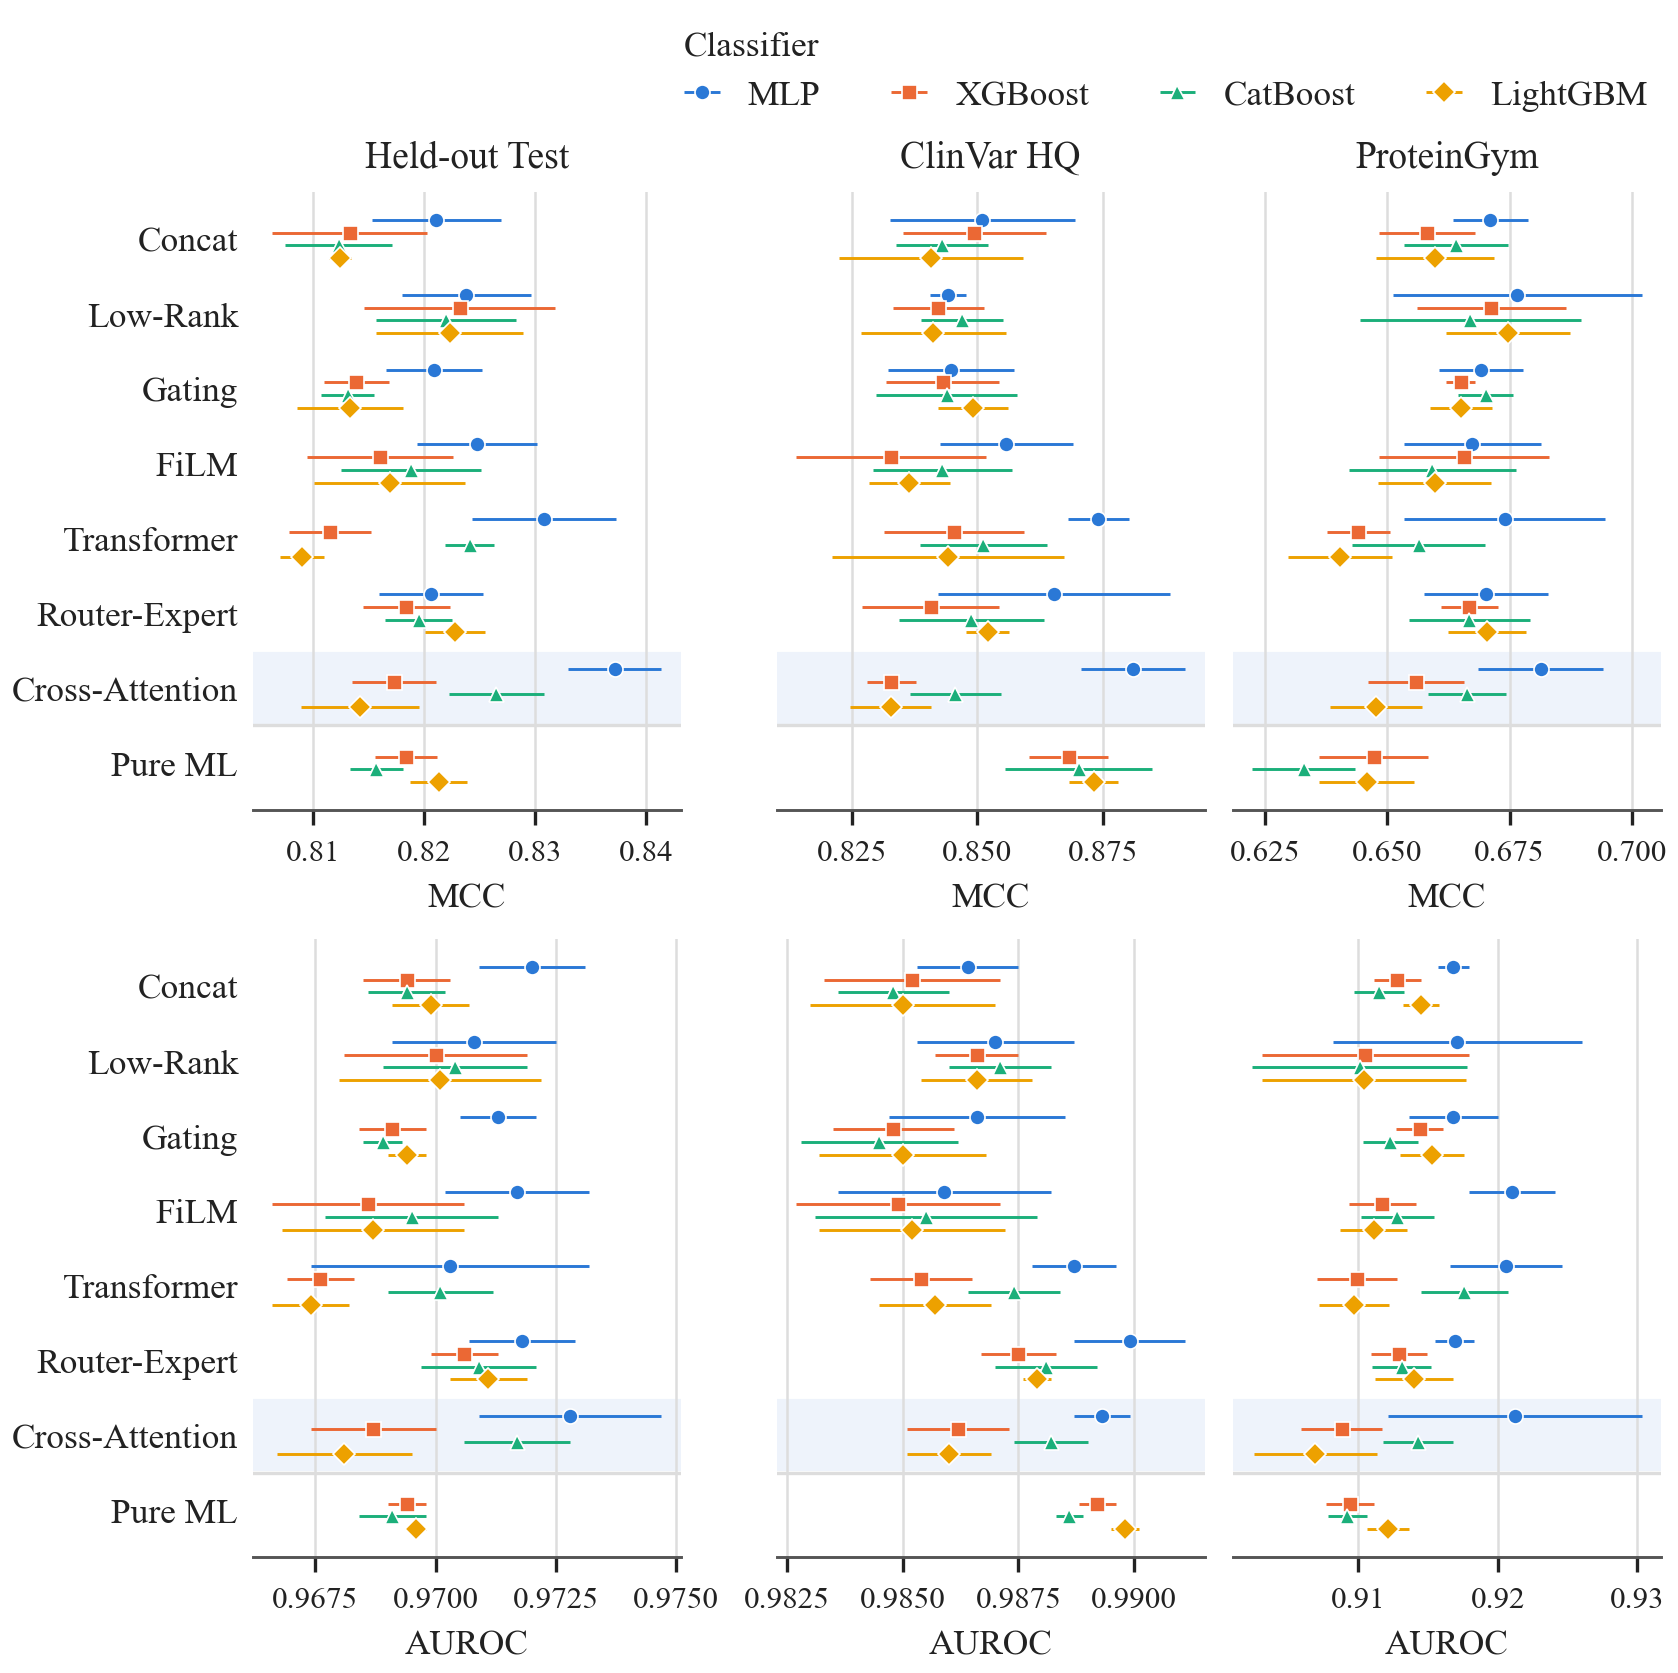 Classifier
MLP XGBoost CatBoost LightGBM
Held-out Test ClinVar HQ ProteinGym
Concat
Low-Rank
Gating
FiLM
Transformer
Router-Expert
Cross-Attention
Pure ML
0.81 0.82 0.83 0.84 0.825 0.850 0.875 0.625 0.650 0.675 0.700
MCC MCC MCC
Concat
Low-Rank
Gating
FiLM
Transformer
Router-Expert
Cross-Attention
Pure ML
0.9675 0.9700 0.9725 0.9750 0.9825 0.9850 0.9875 0.9900 0.91 0.92 0.93
AUROC AUROC AUROC